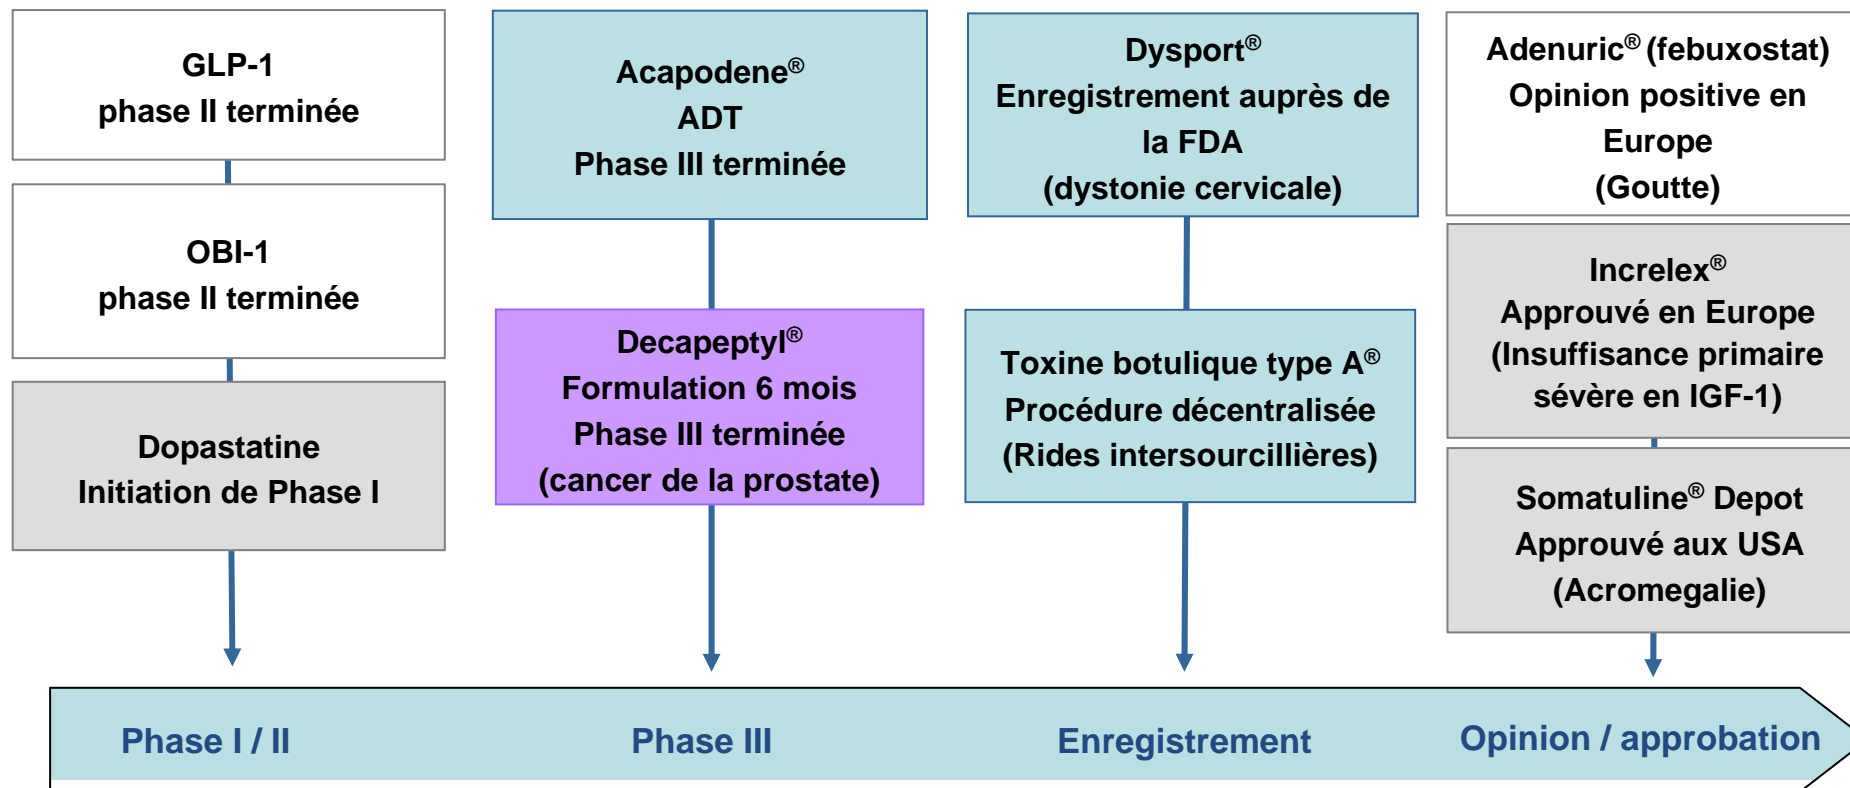 GLP-1
phase II terminée
OBI-1
phase II terminée
Dopastatine
Initiation de Phase I
Acapodene®
ADT
Phase III terminée
Decapeptyl®
Formulation 6 mois
Phase III terminée
(cancer de la prostate)
Dysport®
Enregistrement auprès de
la FDA
(dystonie cervicale)
Toxine botulique type A®
Procédure décentralisée
(Rides intersourcillières)
Adenuric® (febuxostat)
Opinion positive en
Europe
(Goutte)
Increlex®
Approuvé en Europe
(Insuffisance primaire
sévère en IGF-1)
Somatuline® Depot
Approuvé aux USA
(Acromegalie)
Phase I / II
Phase III
Enregistrement
Opinion / approbation